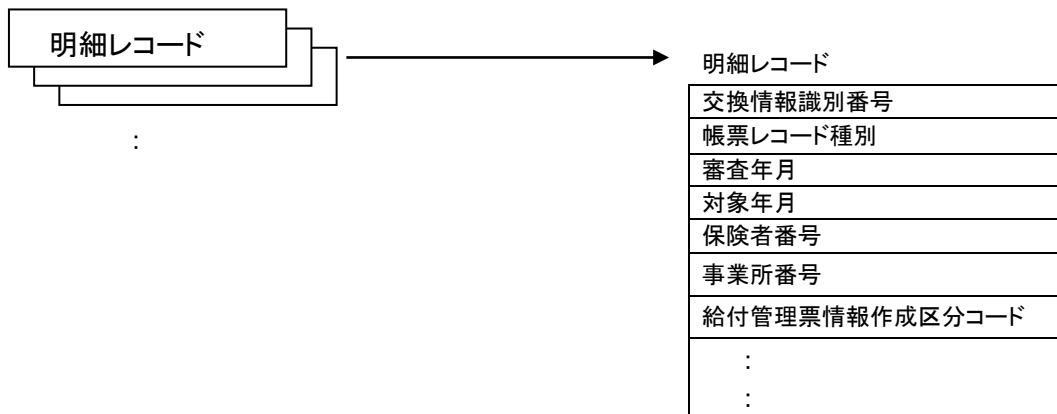 明細レコード
:
明細レコード
交換情報識別番号
帳票レコード種別
審査年月
対象年月
保険者番号
事業所番号
給付管理票情報作成区分コード
:
: